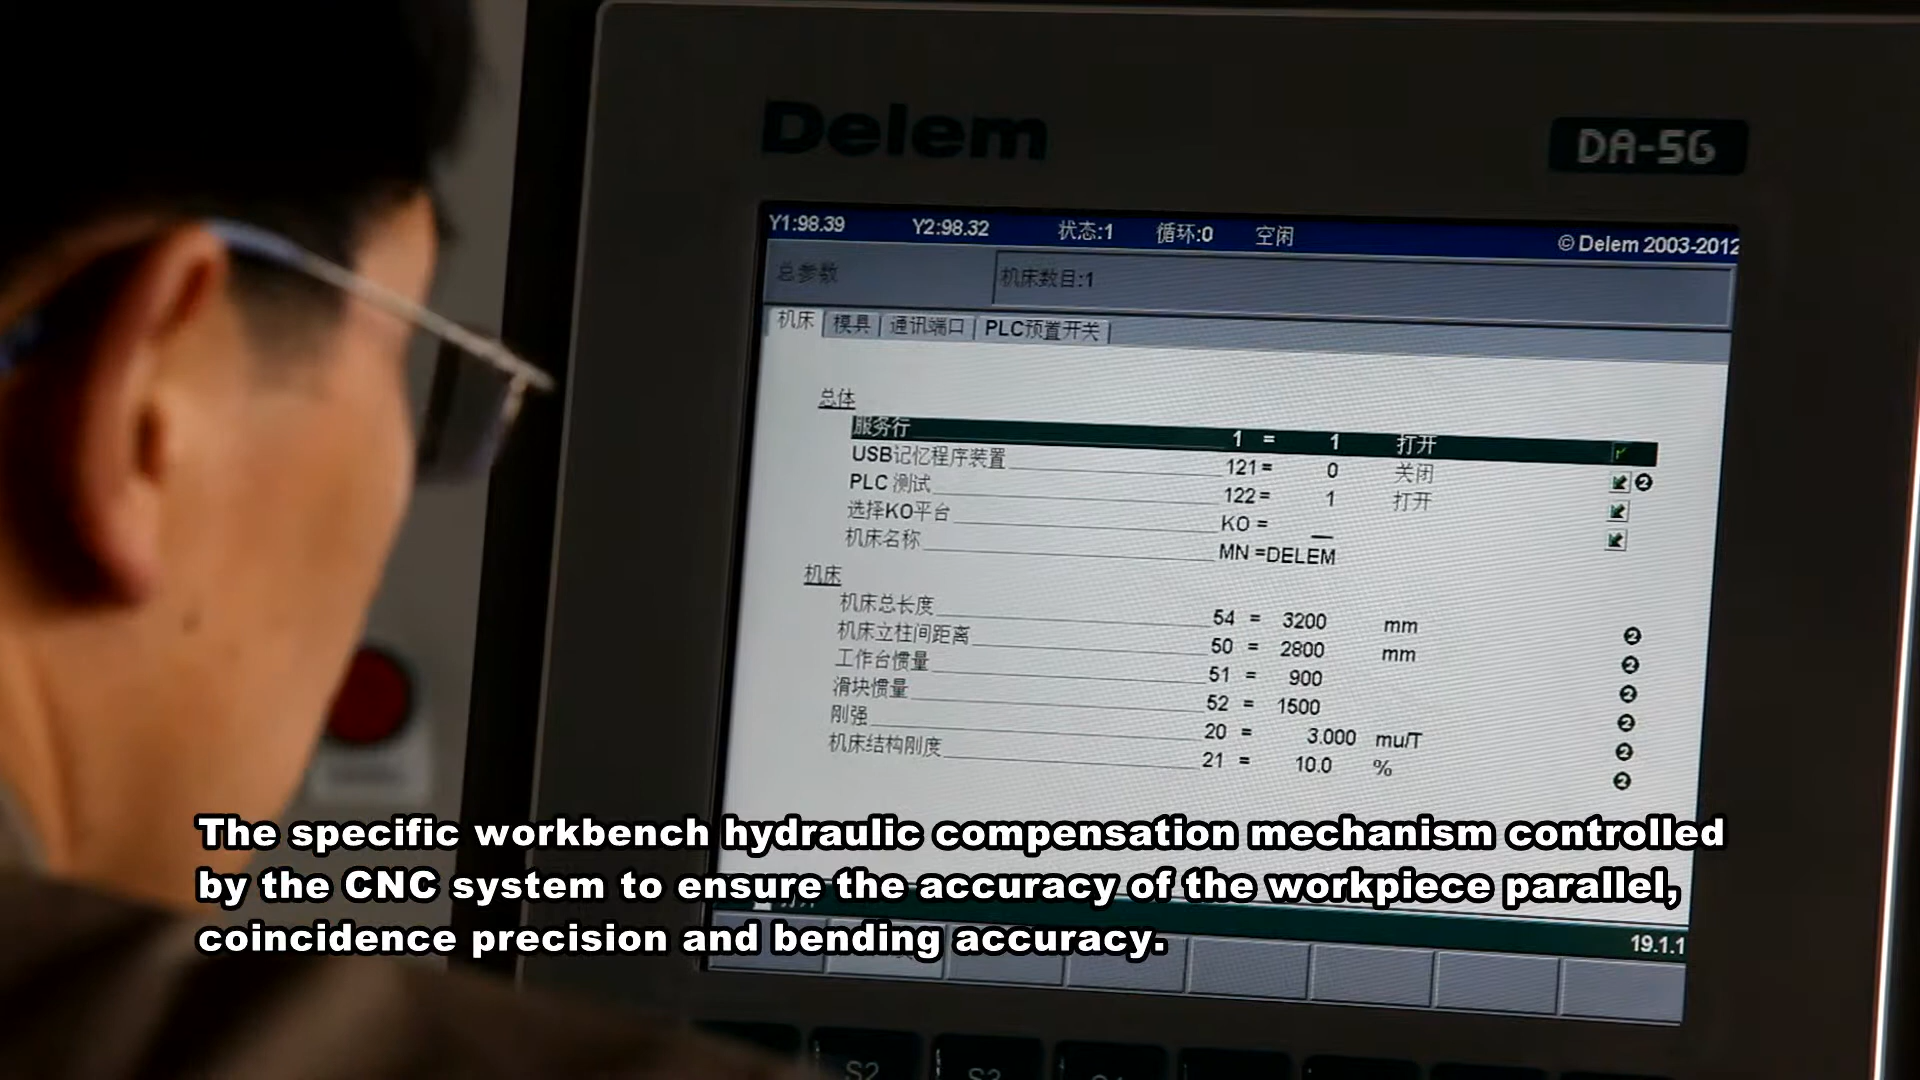 Delem
DA-56
Y1:98.39 Y2:98.32 状态:1 循环:0 空闲 © Delem 2003-2012
总参数 机床数目:1
机床 模具 通讯端口 PLC预置开关
总体
服务行 1 = 1 打开
USB记忆程序装置 121= 0 关闭
PLC 测试 122= 1 打开
选择KO平台 KO =
机床名称 MN =DELEM
机床
机床总长度 54 = 3200 mm
机床立柱间距离 50 = 2800 mm
工作台惯量 51 = 900
滑块惯量 52 = 1500
刚强 20 = 3.000 mu/T
机床结构刚度 21 = 10.0 %
The specific workbench hydraulic compensation mechanism controlled
by the CNC system to ensure the accuracy of the workpiece parallel,
coincidence precision and bending accuracy.
19.1.1
S2 S3